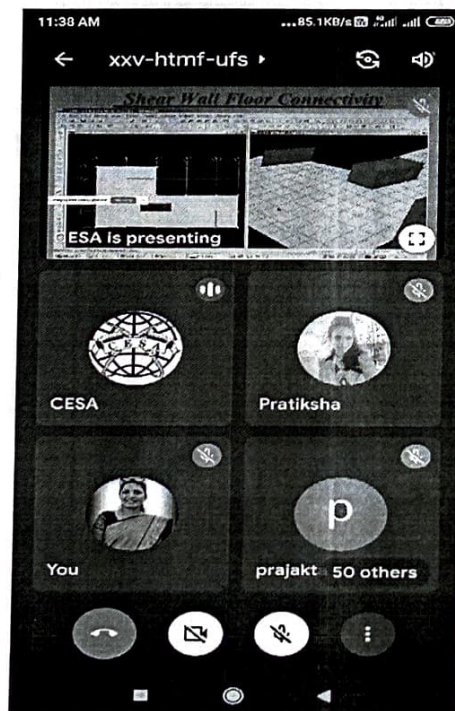 11:38 AM
...85.1KB/s
xxv-htmf-ufs
Shear Wall Floor Connectivity
ESA is presenting
CESA
CESA
Pratiksha
You
p
prajakt 50 others